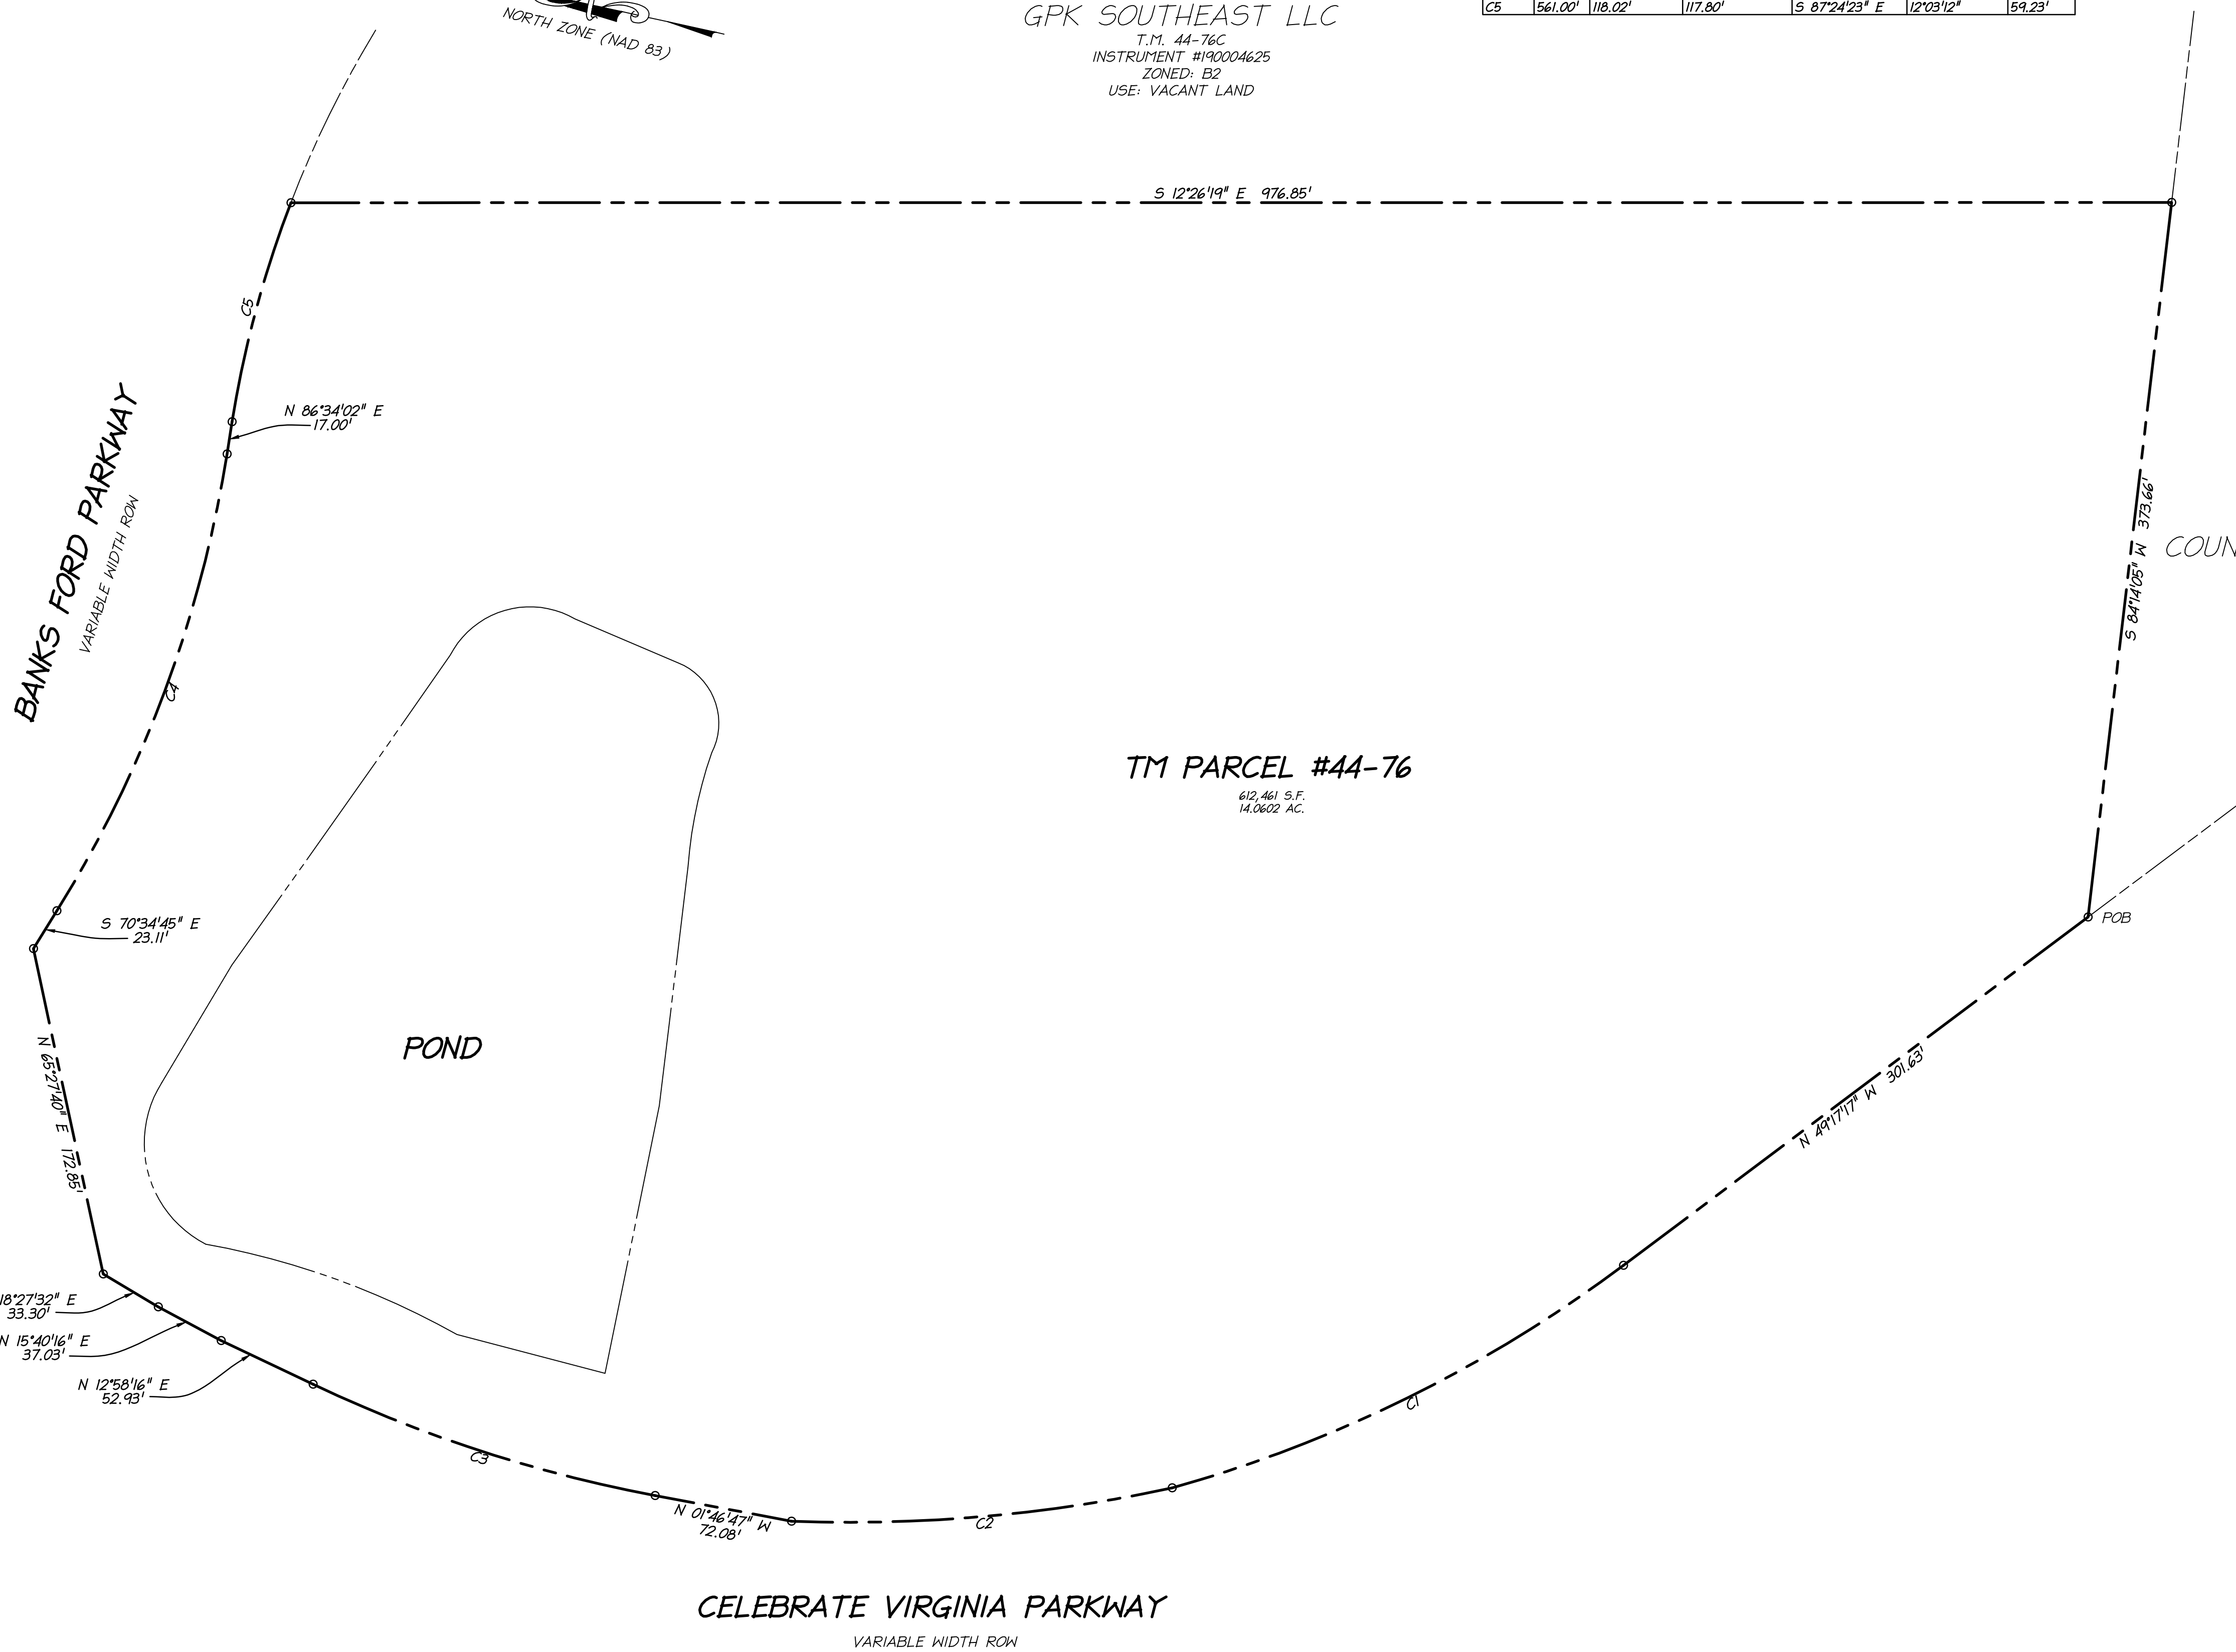 NORTH ZONE (NAD 83)
GPK SOUTHEAST LLC
T.M. 44-76C
INSTRUMENT #190004625
ZONED: B2
USE: VACANT LAND
C5 561.00' 118.02' 117.80' S 87°24'23" E 12°03'12" 59.23'
S 12°26'19" E 976.85'
C5
N 86°34'02" E
17.00'
BANKS FORD PARKWAY
VARIABLE WIDTH ROW
S 84°14'05" W 373.66'
COUN
C4
TM PARCEL #44-76
612,461 S.F.
14.0602 AC.
S 70°34'45" E
23.11'
POB
POND
N 65°27'40" E 172.85'
N 49°17'17" W 301.63'
18°27'32" E
33.30'
N 15°40'16" E
37.03'
N 12°58'16" E
52.93'
C1
C3
N 01°46'47" W
72.08'
C2
CELEBRATE VIRGINIA PARKWAY
VARIABLE WIDTH ROW